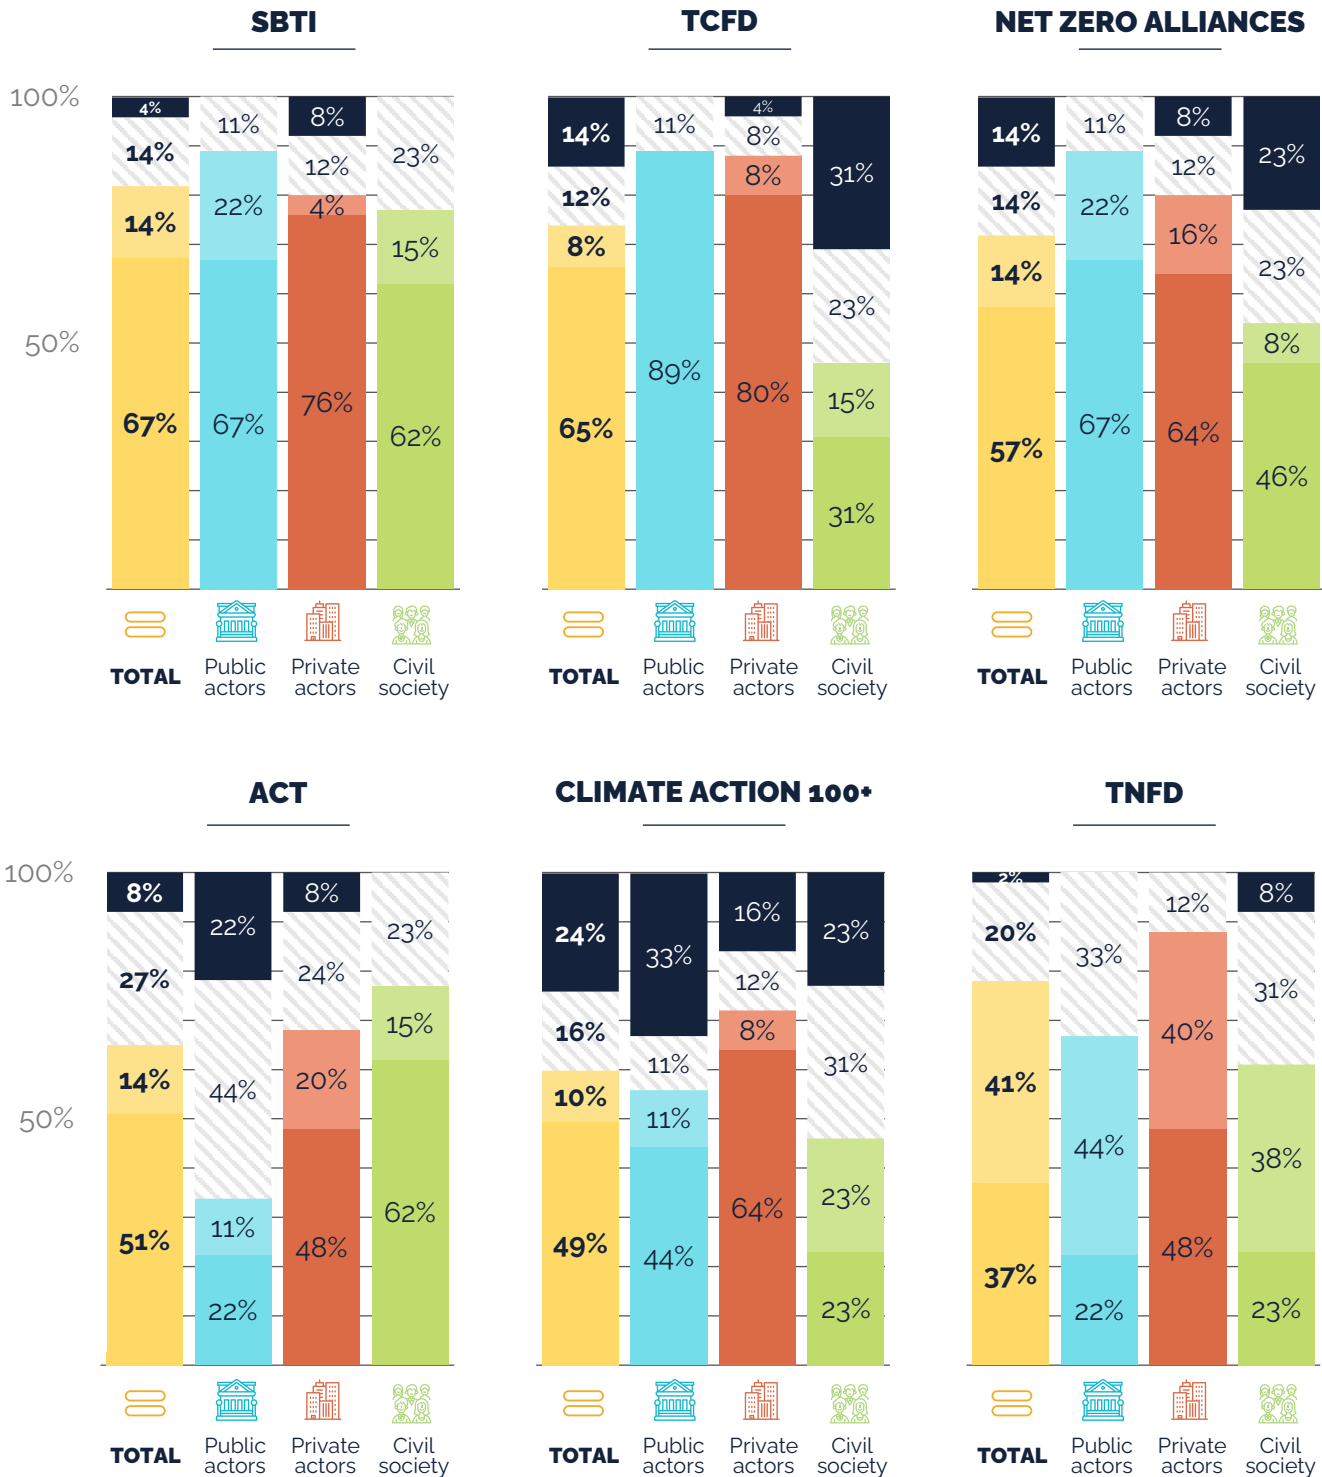 SBTI
100%
50%
4%
14%
14%
67%
11%
22%
67%
8%
12%
4%
76%
23%
15%
62%
TOTAL
Public
actors
Private
actors
Civil
society
TCFD
14%
12%
8%
65%
11%
89%
4%
8%
8%
80%
31%
23%
15%
31%
TOTAL
Public
actors
Private
actors
Civil
society
NET ZERO ALLIANCES
14%
14%
14%
57%
11%
22%
67%
8%
12%
16%
64%
23%
23%
8%
46%
TOTAL
Public
actors
Private
actors
Civil
society
ACT
100%
50%
8%
27%
14%
51%
22%
44%
11%
22%
8%
24%
20%
48%
23%
15%
62%
TOTAL
Public
actors
Private
actors
Civil
society
CLIMATE ACTION 100+
24%
16%
10%
49%
33%
11%
11%
44%
16%
12%
8%
64%
23%
31%
23%
23%
TOTAL
Public
actors
Private
actors
Civil
society
TNFD
2%
20%
41%
37%
33%
44%
22%
12%
40%
48%
8%
31%
38%
23%
TOTAL
Public
actors
Private
actors
Civil
society